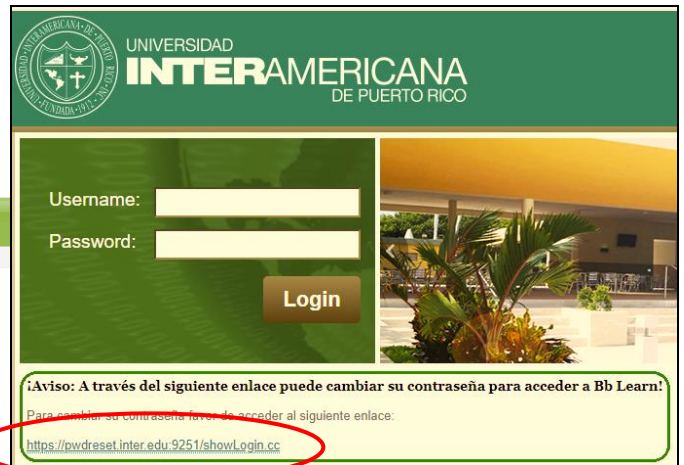 UNIVERSIDAD
INTERAMERICANA
DE PUERTO RICO
Username:
Password:
Login
¡Aviso: A través del siguiente enlace puede cambiar su contraseña para acceder a Bb Learn!
Para cambiar su contraseña favor de acceder al siguiente enlace:
https://pwdreset.inter.edu:9251/showLogin.cc